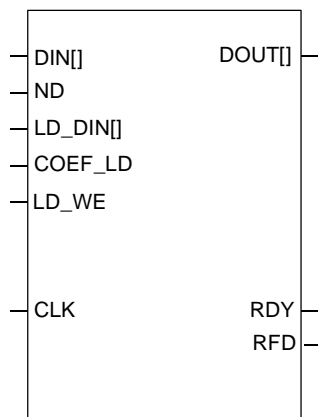 DIN[]
DOUT[]
ND
LD_DIN[]
COEF_LD
LD_WE
CLK
RDY
RFD